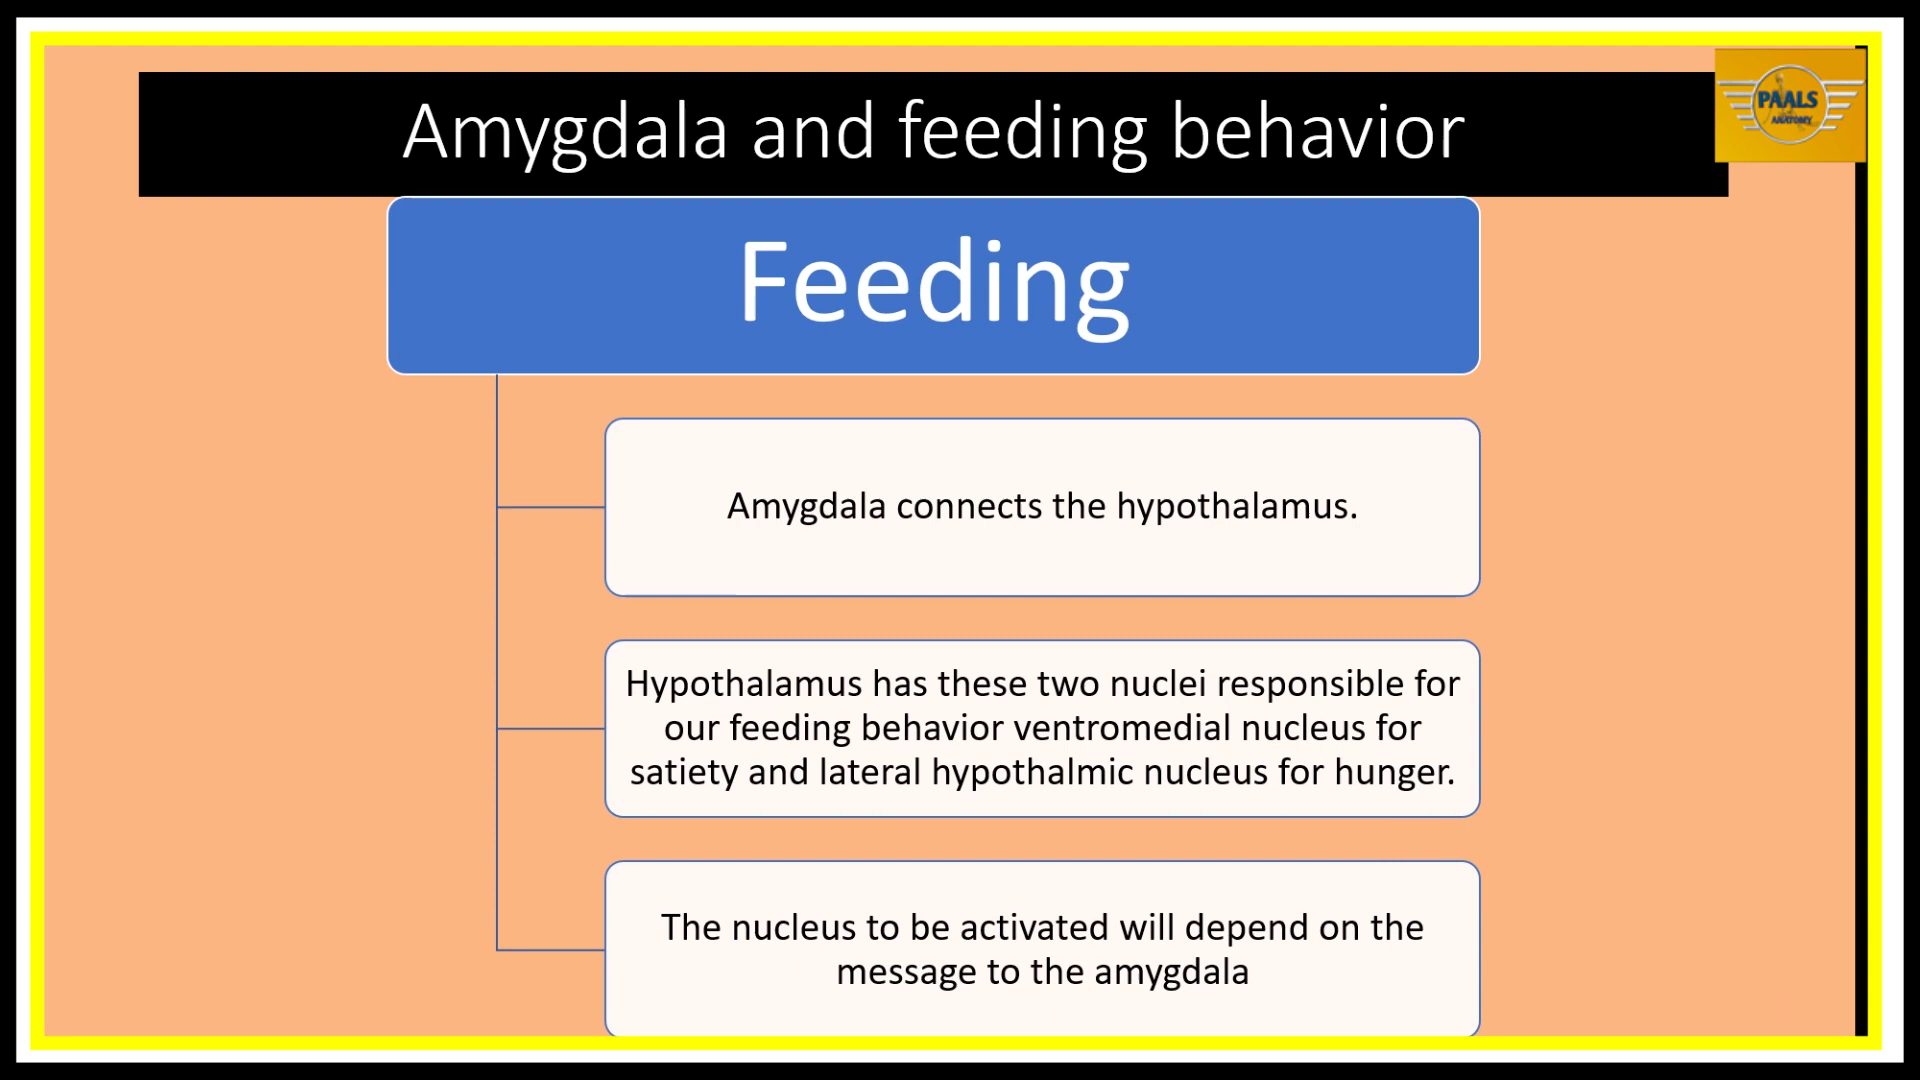 Amygdala and feeding behavior
PAALS
ANATOMY
Feeding
Amygdala connects the hypothalamus.
Hypothalamus has these two nuclei responsible for
our feeding behavior ventromedial nucleus for
satiety and lateral hypothalmic nucleus for hunger.
The nucleus to be activated will depend on the
message to the amygdala